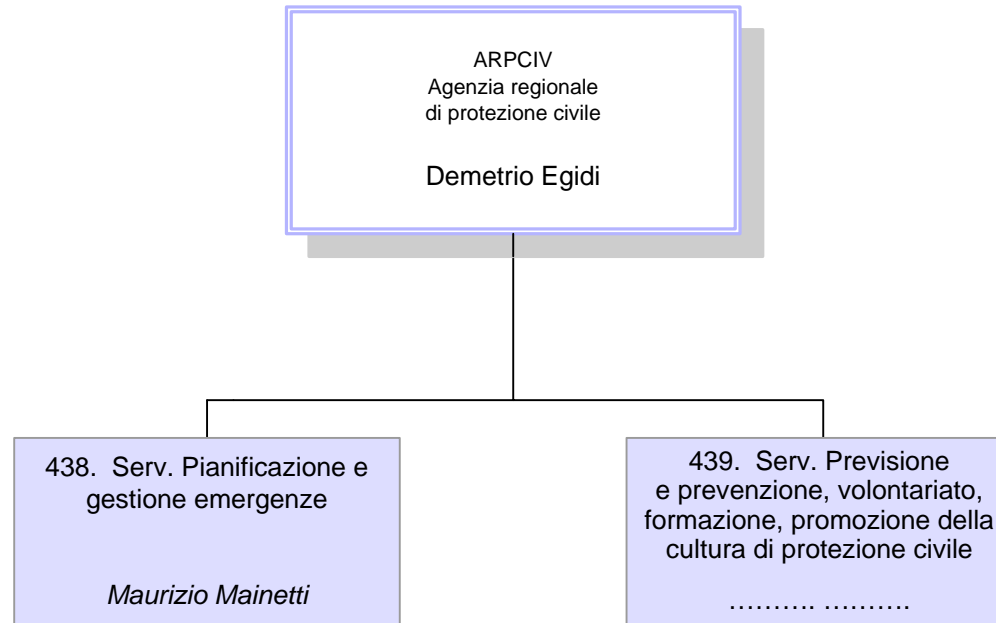 ARPCIV
Agenzia regionale
di protezione civile
Demetrio Egidi
438. Serv. Pianificazione e
gestione emergenze
Maurizio Mainetti
439. Serv. Previsione
e prevenzione, volontariato,
formazione, promozione della
cultura di protezione civile
.......... ..........